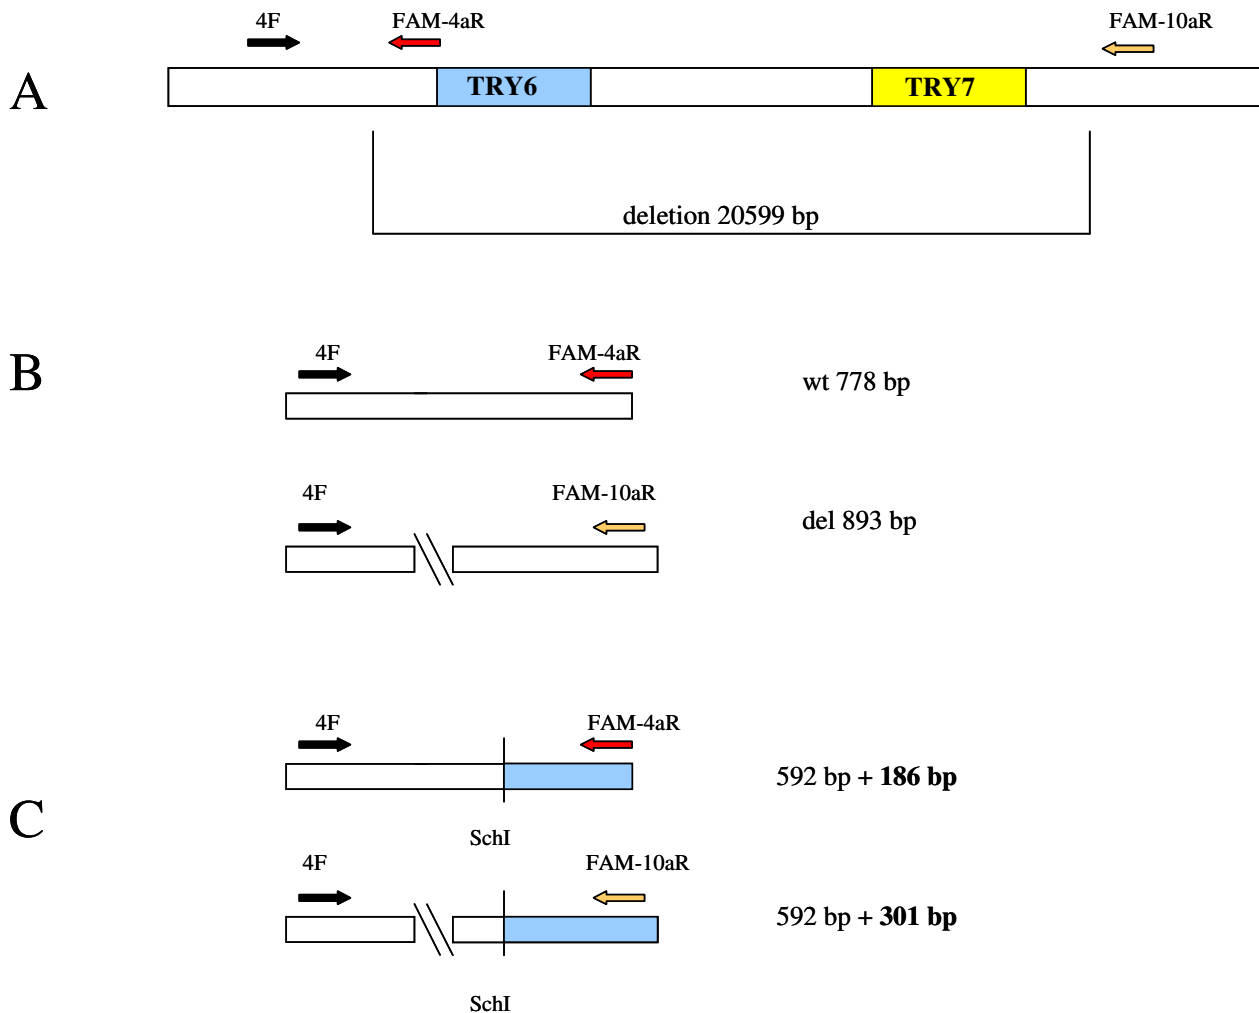 4F FAM-4aR FAM-10aR
A TRY6 TRY7
deletion 20599 bp
B
4F FAM-4aR
wt 778 bp
4F FAM-10aR
del 893 bp
C
4F FAM-4aR
592 bp + 186 bp
SchI
4F FAM-10aR
592 bp + 301 bp
SchI